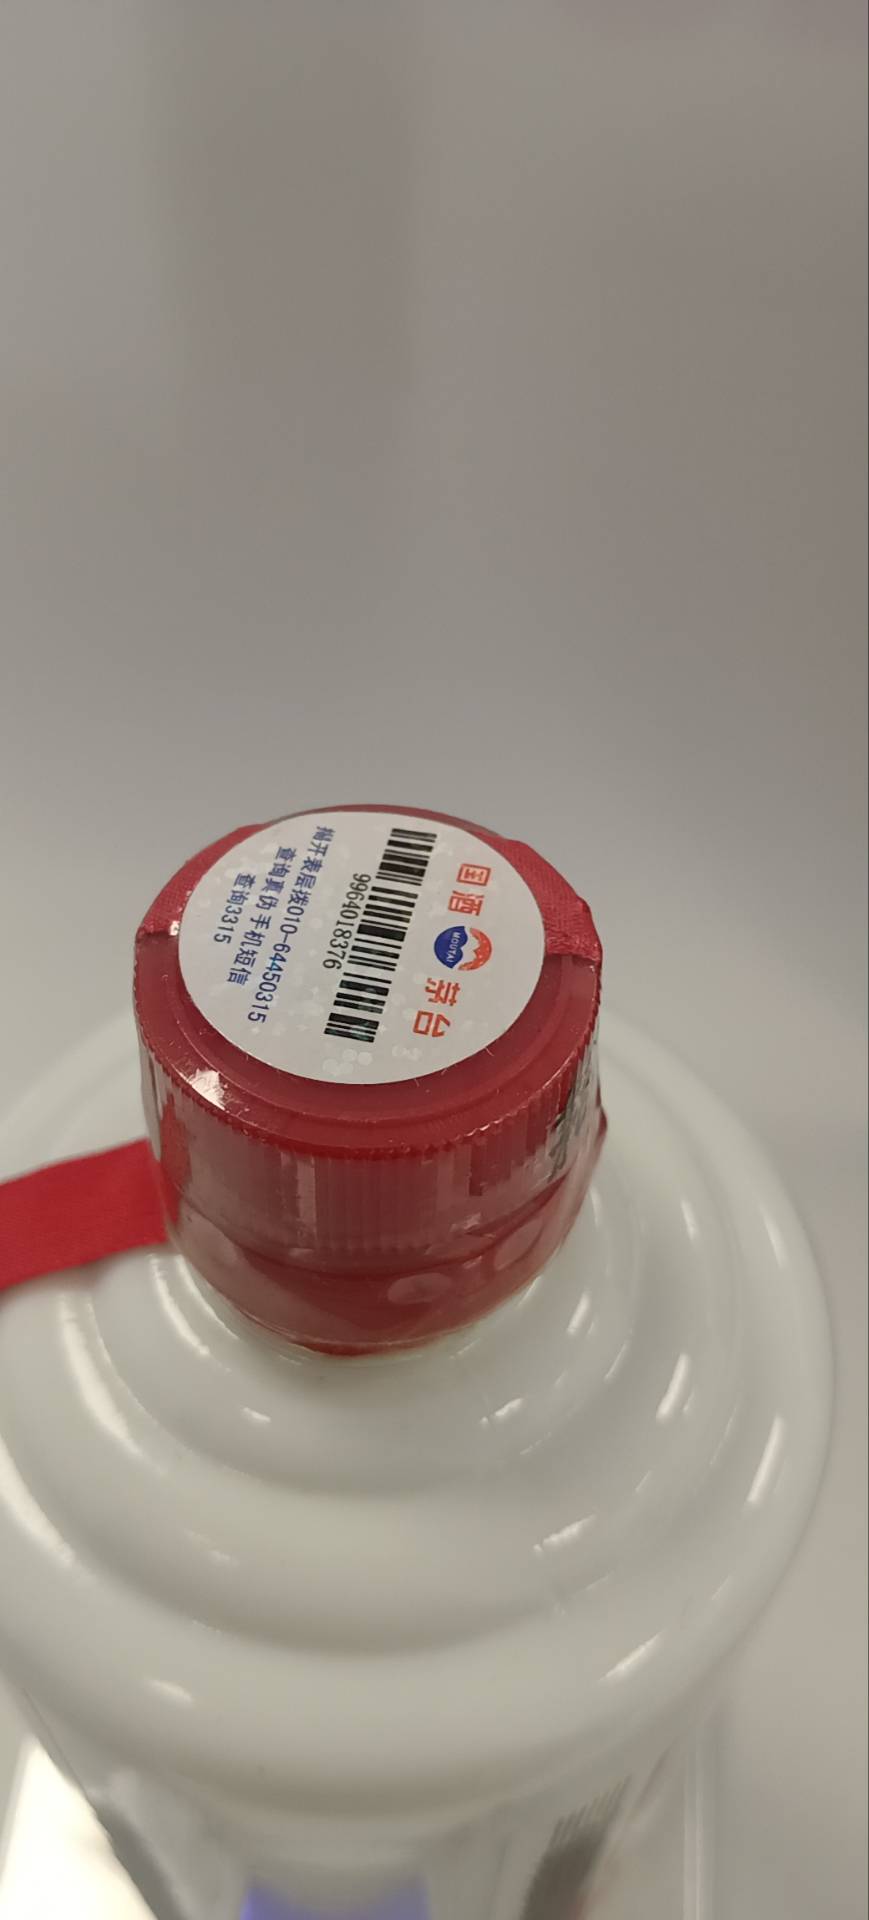 国酒 茅台
MOUTAI
9964018376
揭开表层拨010-64450315
查询真伪 手机短信
查询3315